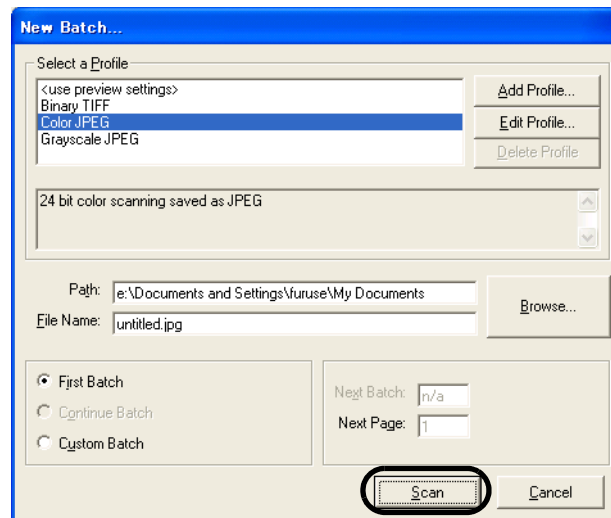 New Batch...
Select a Profile
<use preview settings>
Binary TIFF
Color JPEG
Grayscale JPEG
Add Profile...
Edit Profile...
Delete Profile
24 bit color scanning saved as JPEG
Path: e:\Documents and Settings\furuse\My Documents
File Name: untitled.jpg
Browse...
First Batch
Continue Batch
Custom Batch
Next Batch: n/a
Next Page: 1
Scan Cancel